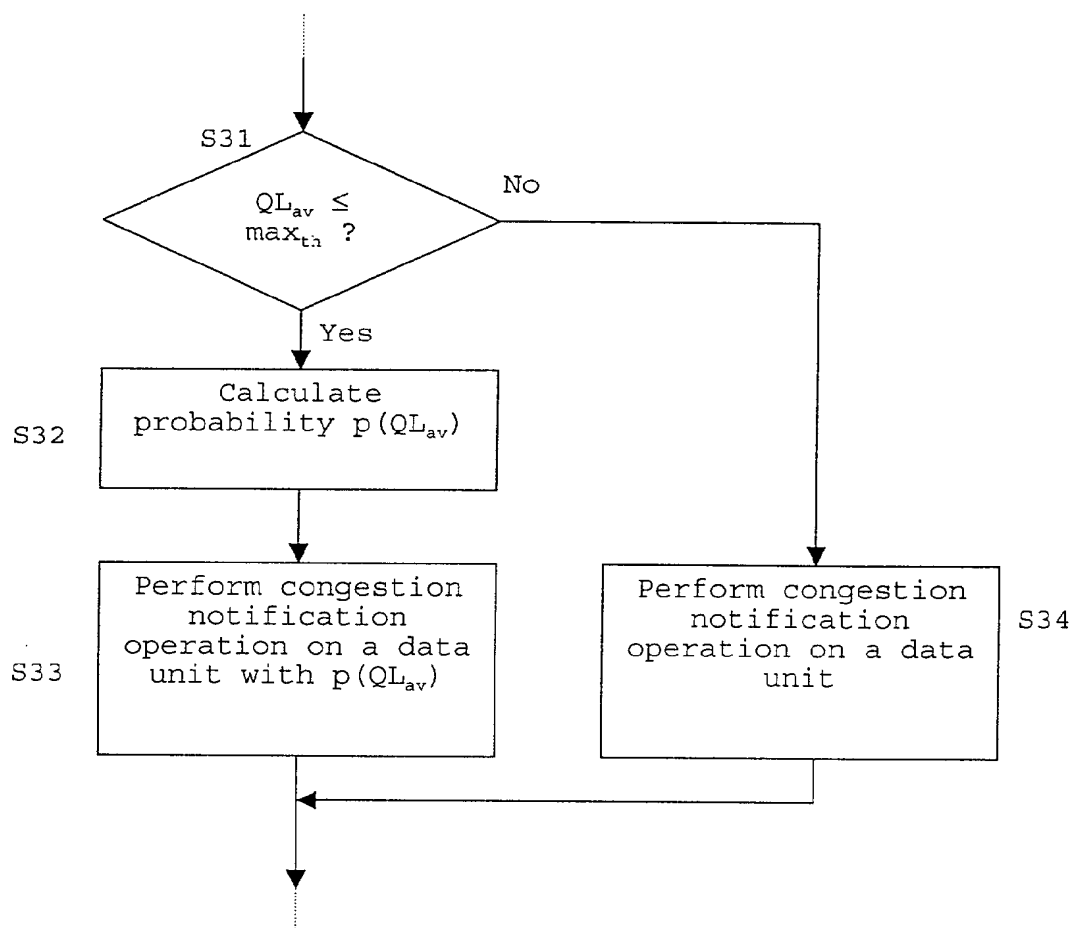 S31
No
QLav ≤
maxth ?
Yes
Calculate
probability p(QLav)
S32
Perform congestion
notification
operation on a data
unit with p(QLav)
S33
Perform congestion
notification
operation on a data
unit
S34